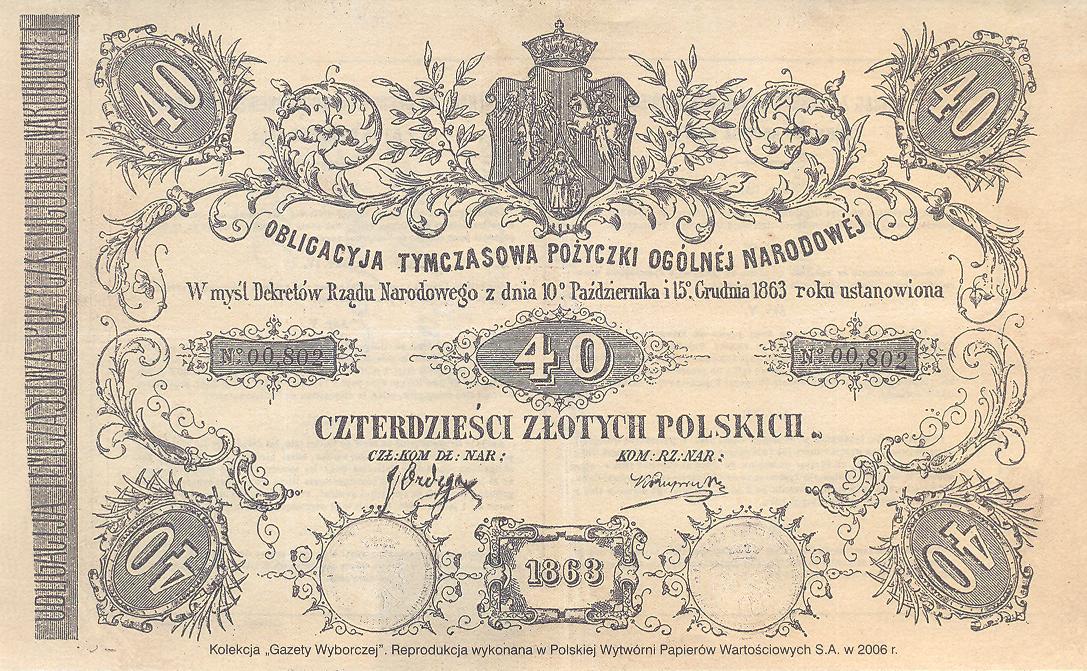 OBLIGACYJA TYMCZASOWA POŻYCZKI OGÓLNÉJ NARODOWÉJ
40
40
OBLIGACYJA TYMCZASOWA POŻYCZKI OGÓLNÉJ NARODOWÉJ
W myśl Dekretów Rządu Narodowego z dnia 10º Października i 15º. Grudnia 1863 roku ustanowiona
Nº 00,802
40
Nº 00,802
CZTERDZIEŚCI ZŁOTYCH POLSKICH
CZŁ: KOM DŁ: NAR:
KOM: RZ: NAR:
40
1863
40
Kolekcja „Gazety Wyborczej". Reprodukcja wykonana w Polskiej Wytwórni Papierów Wartościowych S.A. w 2006 r.